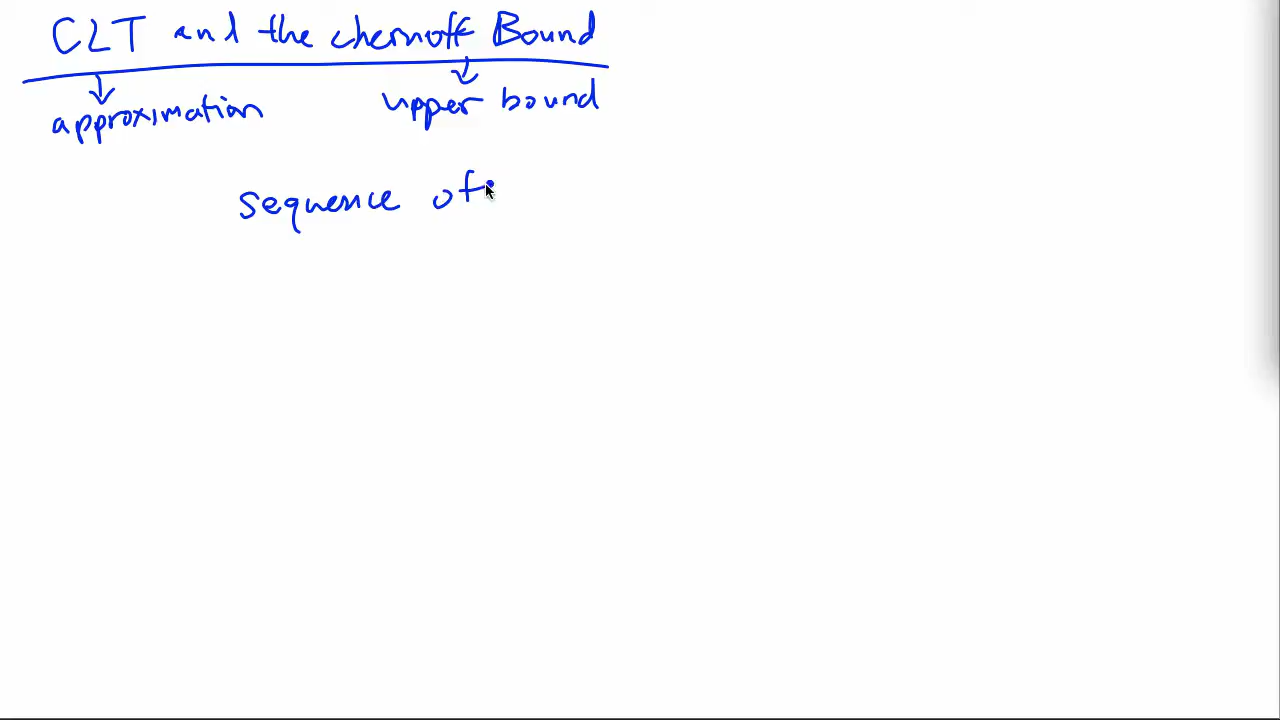 CLT and the Chernoff Bound
approximation upper bound
sequence of